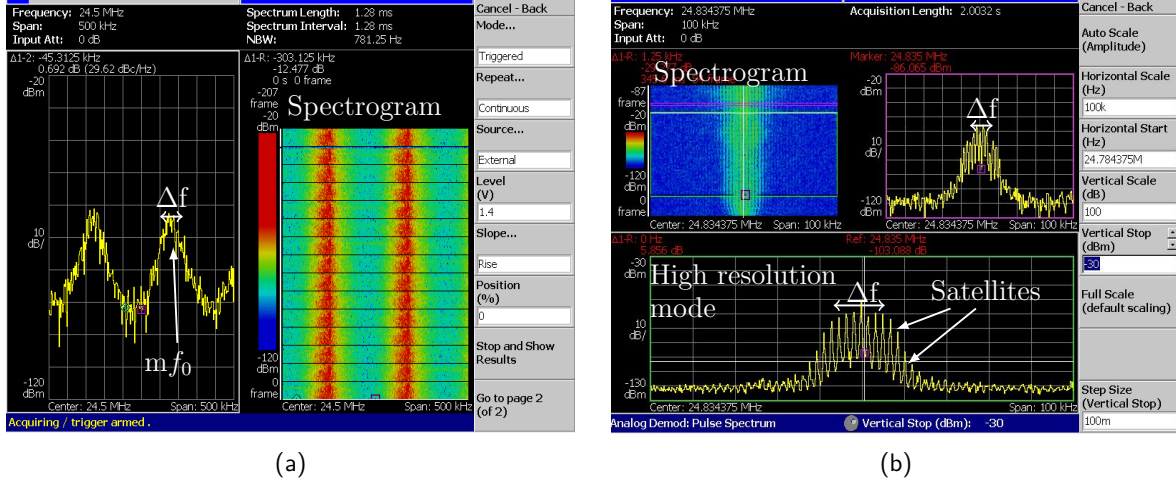 Frequency: 24.5 MHz
Span: 500 kHz
Input Att: 0 dB
Spectrum Length: 1.28 ms
Spectrum Interval: 1.28 ms
NBW: 781.25 Hz
Cancel - Back
Mode...
Triggered
Repeat...
Continuous
Source...
External
Level
(V)
1.4
Slope...
Rise
Position
(%)
0
Stop and Show
Results
Go to page 2
(of 2)
Δ1-2: -45.3125 kHz
0.692 dB (29.62 dBc/Hz)
-20
dBm
10
dB/
-120
dBm
Δf
mf₀
Center: 24.5 MHz
Span: 500 kHz
Δ1-R: -303.125 kHz
-12.477 dB
0 s 0 frame
-207
frame
-20
dBm
Spectrogram
-120
dBm
0
frame
Center: 24.5 MHz
Span: 500 kHz
Acquiring / trigger armed .
(a)
Frequency: 24.834375 MHz
Span: 100 kHz
Input Att: 0 dB
Acquisition Length: 2.0032 s
Cancel - Back
Auto Scale
(Amplitude)
Horizontal Scale
(Hz)
100k
Horizontal Start
(Hz)
24.784375M
Vertical Scale
(dB)
100
Vertical Stop
(dBm)
-30
Full Scale
(default scaling)
Step Size
(Vertical Stop)
100m
Δ1-R: 1.25 kHz
Spectrogram
-87
frame
-20
dBm
-120
dBm
0
frame
Center: 24.834375 MHz
Span: 100 kHz
Marker: 24.835 MHz
-86.065 dBm
-20
dBm
10
dB/
-120
dBm
Δf
Center: 24.834375 MHz
Span: 100 kHz
Δ1-R: 0 Hz
5.856 dB
Ref: 24.835 MHz
-103.088 dBm
-30
dBm
10
dB/
-130
dBm
High resolution
mode
Δf
Satellites
Center: 24.834375 MHz
Span: 100 kHz
Analog Demod: Pulse Spectrum
Vertical Stop (dBm): -30
(b)